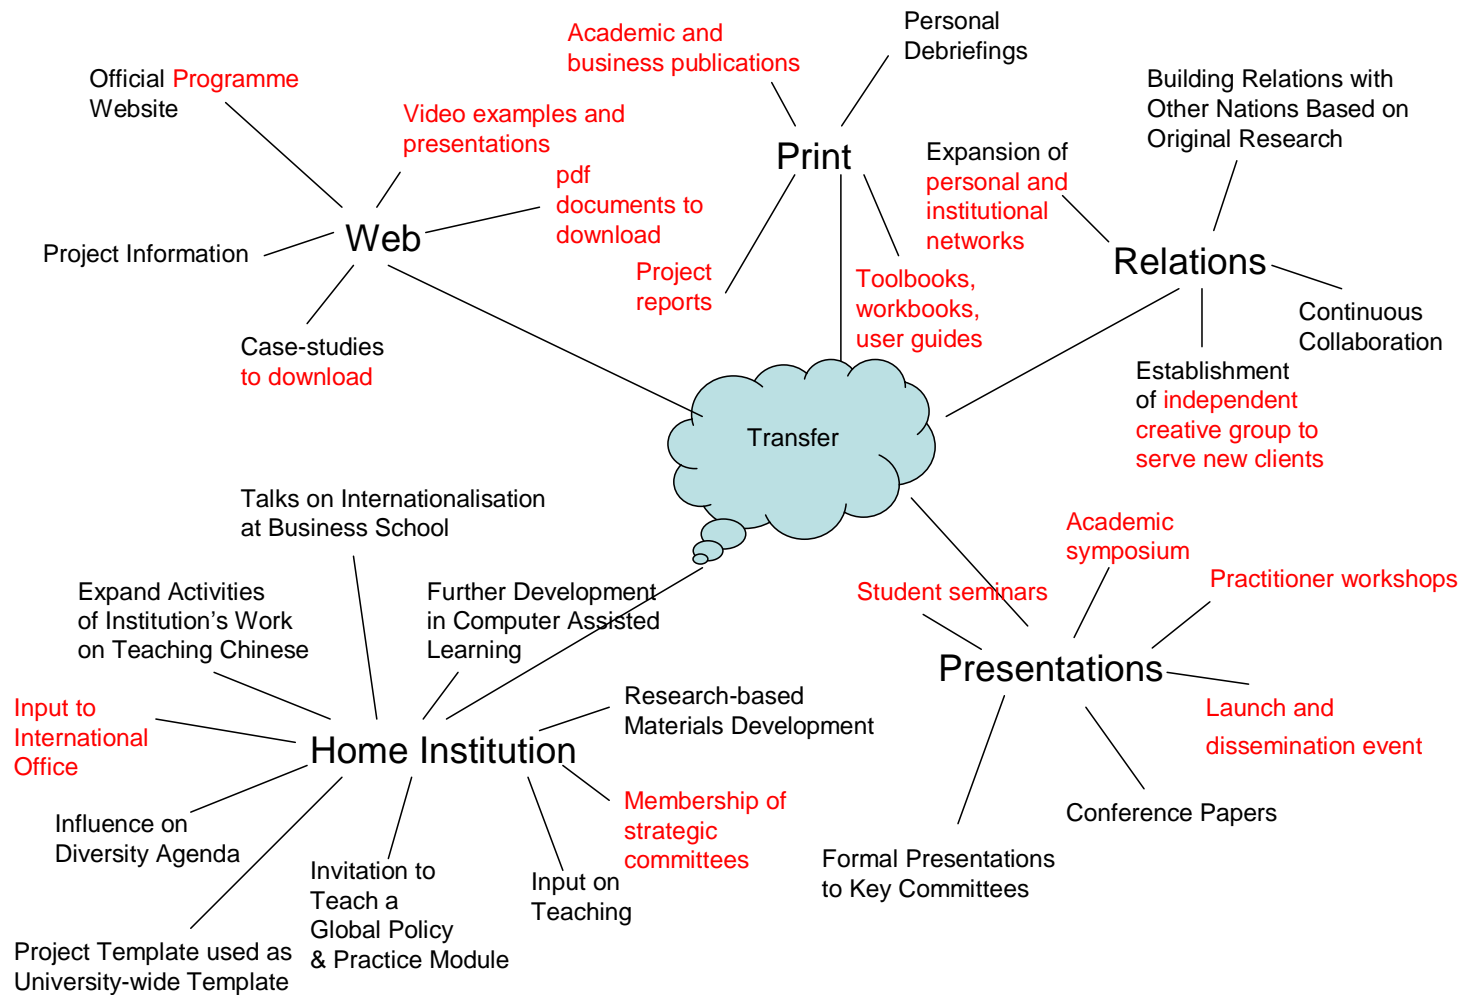 Official Programme
Website
Video examples and
presentations
pdf
documents to
download
Web
Project Information
Case-studies
to download
Academic and
business publications
Personal
Debriefings
Print
Project
reports
Toolbooks,
workbooks,
user guides
Building Relations with
Other Nations Based on
Original Research
Expansion of
personal and
institutional
networks
Relations
Continuous
Collaboration
Establishment
of independent
creative group to
serve new clients
Transfer
Talks on Internationalisation
at Business School
Expand Activities
of Institution’s Work
on Teaching Chinese
Further Development
in Computer Assisted
Learning
Input to
International
Office
Home Institution
Research-based
Materials Development
Influence on
Diversity Agenda
Membership of
strategic
committees
Invitation to
Teach a
Global Policy
& Practice Module
Input on
Teaching
Project Template used as
University-wide Template
Academic
symposium
Student seminars
Practitioner workshops
Presentations
Launch and
dissemination event
Conference Papers
Formal Presentations
to Key Committees